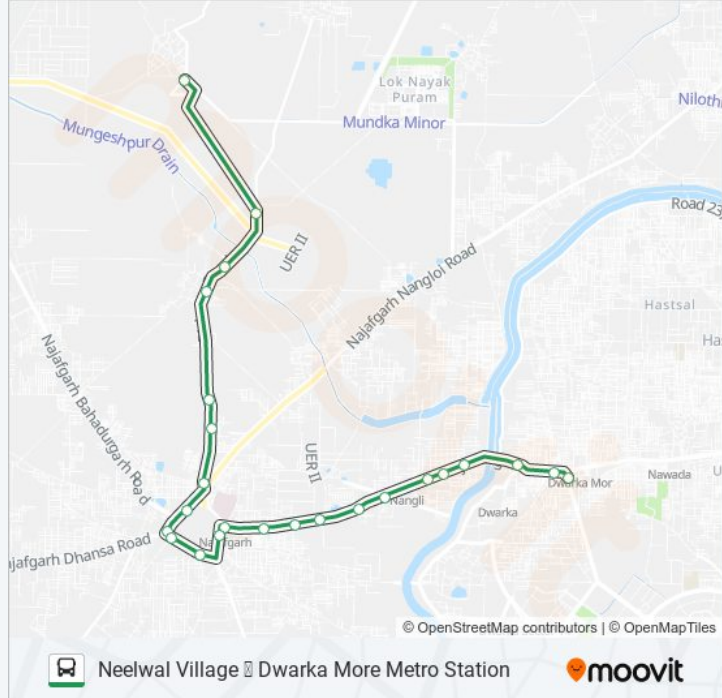 Lok Nayak
Puram
Mundka Minor
Niloth
Mungeshpur Drain
Road 23,
UER II
Najafgarh Nangloi Road
Hastsal
Ha
Najafgarh Bahadurgarh Road
UER II
Nangli
Dwarka Mor
Nawada
U
Dwarka
ajafgarh Dhansa Road
Najafgarh
© OpenStreetMap contributors | © OpenMapTiles
Neelwal Village Dwarka More Metro Station
moovit